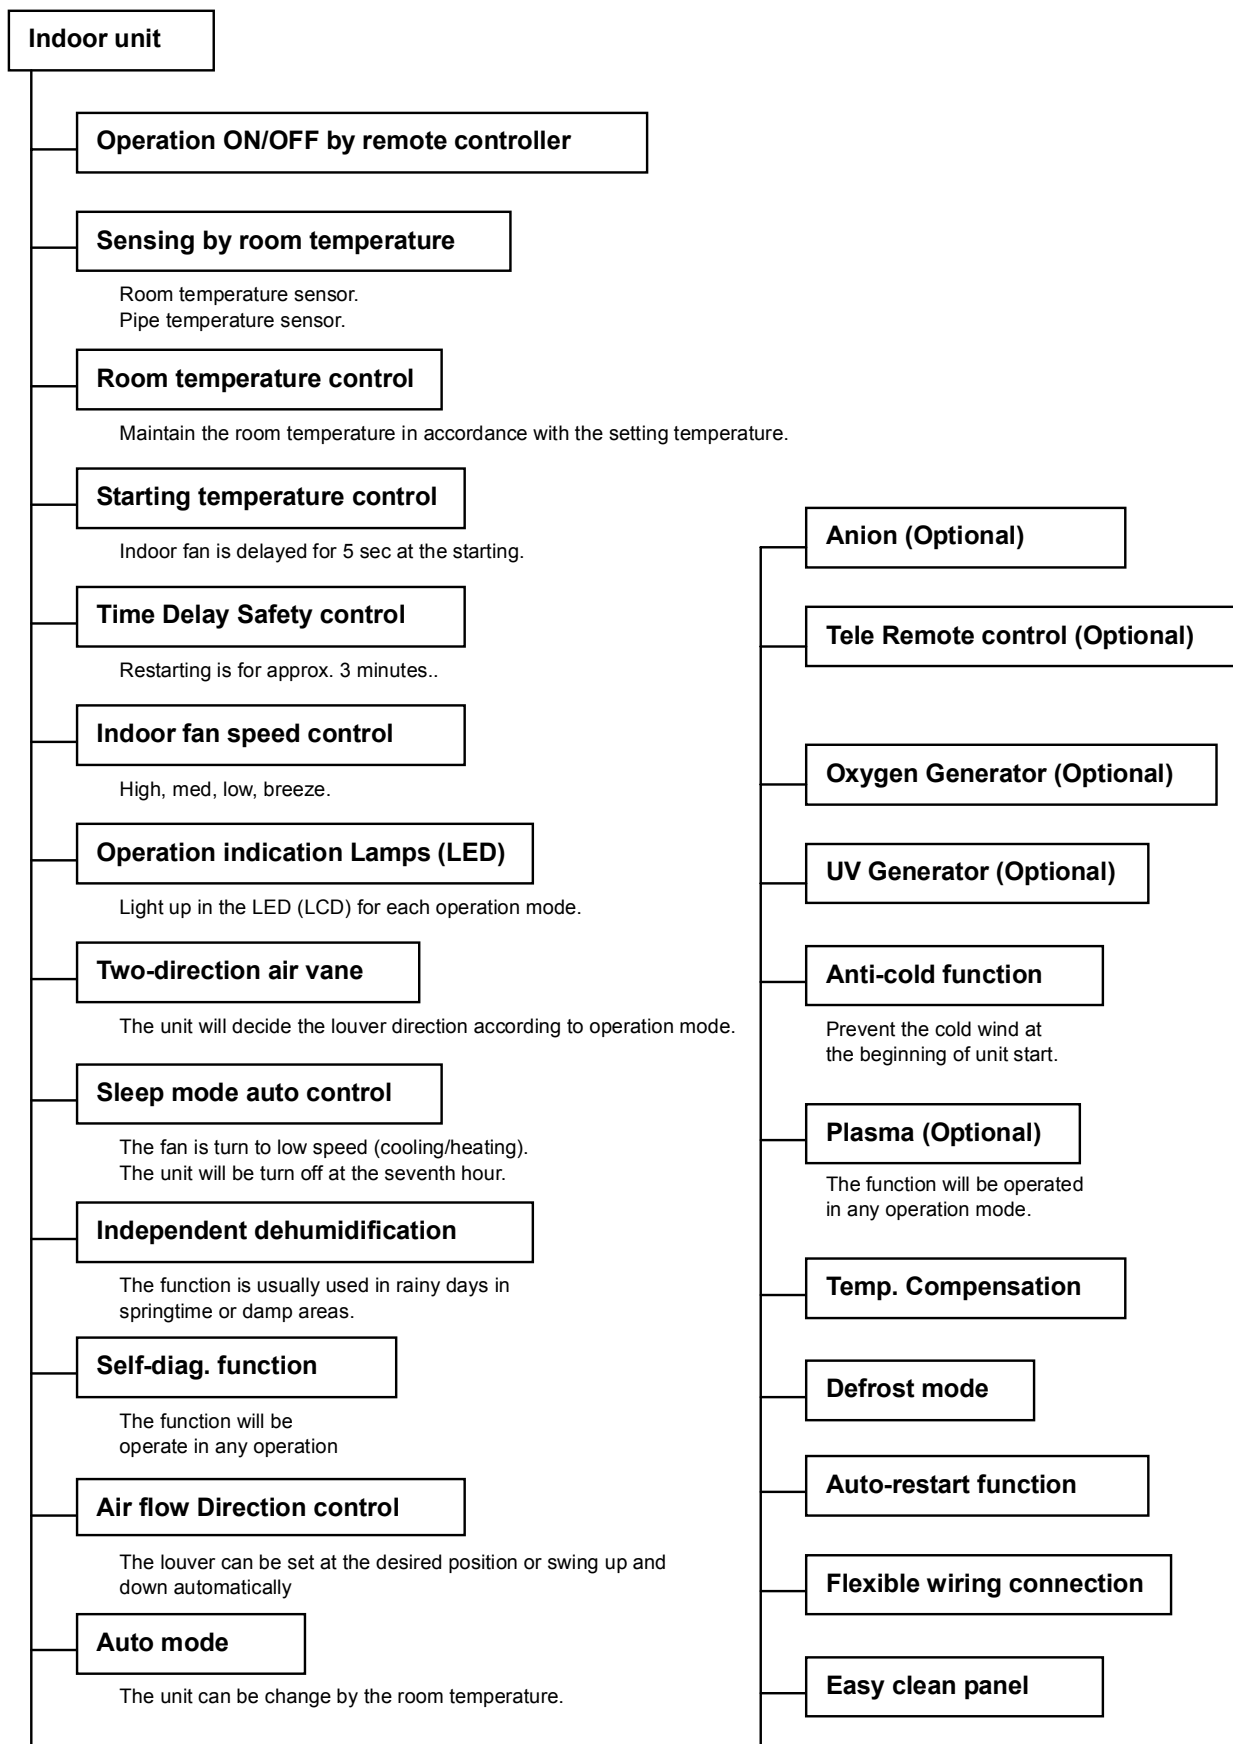 Indoor unit
Operation ON/OFF by remote controller
Sensing by room temperature
Room temperature sensor.
Pipe temperature sensor.
Room temperature control
Maintain the room temperature in accordance with the setting temperature.
Starting temperature control
Indoor fan is delayed for 5 sec at the starting.
Time Delay Safety control
Restarting is for approx. 3 minutes..
Indoor fan speed control
High, med, low, breeze.
Operation indication Lamps (LED)
Light up in the LED (LCD) for each operation mode.
Two-direction air vane
The unit will decide the louver direction according to operation mode.
Sleep mode auto control
The fan is turn to low speed (cooling/heating).
The unit will be turn off at the seventh hour.
Independent dehumidification
The function is usually used in rainy days in
springtime or damp areas.
Self-diag. function
The function will be
operate in any operation
Air flow Direction control
The louver can be set at the desired position or swing up and
down automatically
Auto mode
The unit can be change by the room temperature.
Anion (Optional)
Tele Remote control (Optional)
Oxygen Generator (Optional)
UV Generator (Optional)
Anti-cold function
Prevent the cold wind at
the beginning of unit start.
Plasma (Optional)
The function will be operated
in any operation mode.
Temp. Compensation
Defrost mode
Auto-restart function
Flexible wiring connection
Easy clean panel